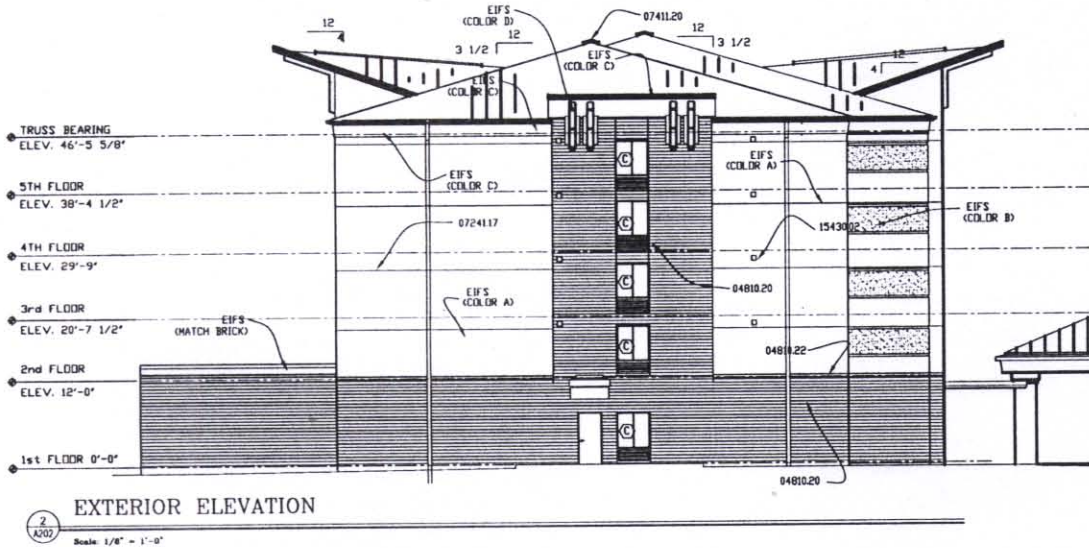 EIFS
(COLOR D)
07411.20
12
4
12
3 1/2
12
3 1/2
EIFS
(COLOR C)
12
4
EIFS
(COLOR C)
TRUSS BEARING
ELEV. 46'-5 5/8"
EIFS
(COLOR A)
C
5TH FLOOR
ELEV. 38'-4 1/2"
EIFS
(COLOR C)
EIFS
(COLOR B)
07241.17
C
15430.02
4TH FLOOR
ELEV. 29'-9"
C
04810.20
EIFS
(COLOR A)
3rd FLOOR
ELEV. 20'-7 1/2"
EIFS
(MATCH BRICK)
C
04810.22
2nd FLOOR
ELEV. 12'-0"
C
1st FLOOR 0'-0"
04810.20
EXTERIOR ELEVATION
2
A202
Scale: 1/8" = 1'-0"